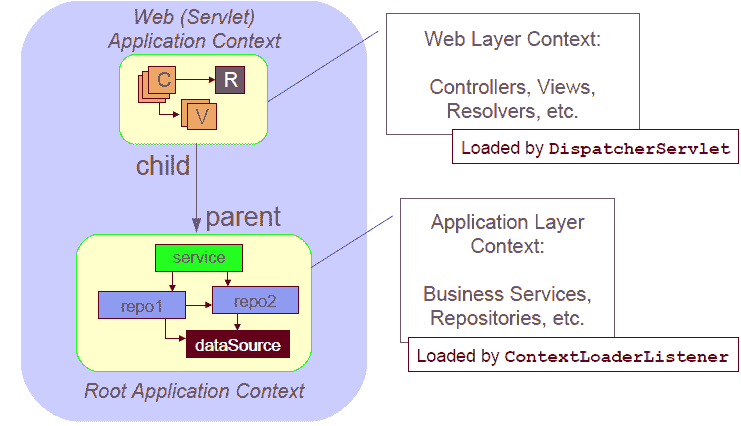 Web (Servlet)
Application Context
C
R
V
child
parent
service
repo1
repo2
dataSource
Root Application Context
Web Layer Context:
Controllers, Views,
Resolvers, etc.
Loaded by DispatcherServlet
Application Layer
Context:
Business Services,
Repositories, etc.
Loaded by ContextLoaderListener